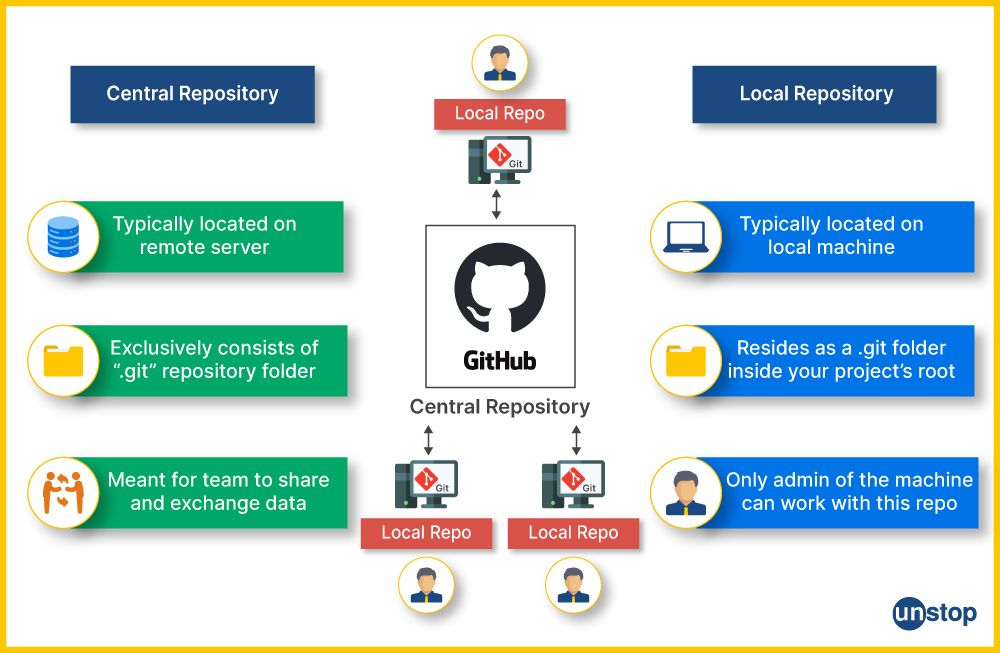 Central Repository
Typically located on
remote server
Exclusively consists of
“.git” repository folder
Meant for team to share
and exchange data
Local Repo
Git
GitHub
Central Repository
Git
Git
Local Repo
Local Repo
Local Repository
Typically located on
local machine
Resides as a .git folder
inside your project’s root
Only admin of the machine
can work with this repo
unstop